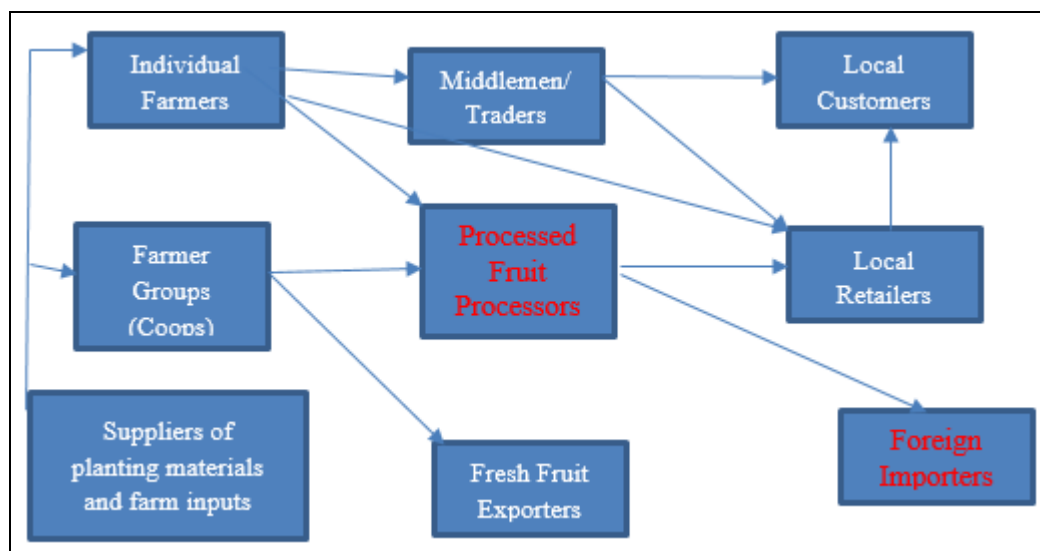 Individual
Farmers
Middlemen/
Traders
Local
Customers
Farmer
Groups
(Coops)
Processed
Fruit
Processors
Local
Retailers
Suppliers of
planting materials
and farm inputs
Fresh Fruit
Exporters
Foreign
Importers